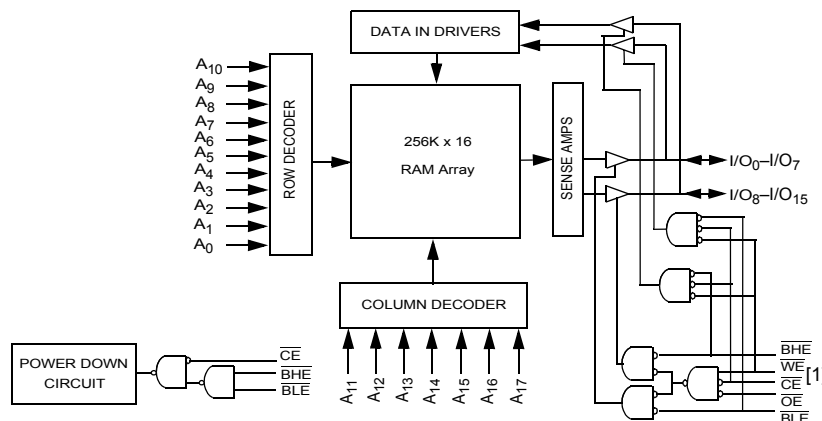 DATA IN DRIVERS
A10
A9
A8
A7
A6
A5
A4
A3
A2
A1
A0
ROW DECODER
256K x 16
RAM Array
SENSE AMPS
I/O0–I/O7
I/O8–I/O15
COLUMN DECODER
A11
A12
A13
A14
A15
A16
A17
POWER DOWN
CIRCUIT
CE
BHE
BLE
BHE
WE
CE [1
OE
BLE